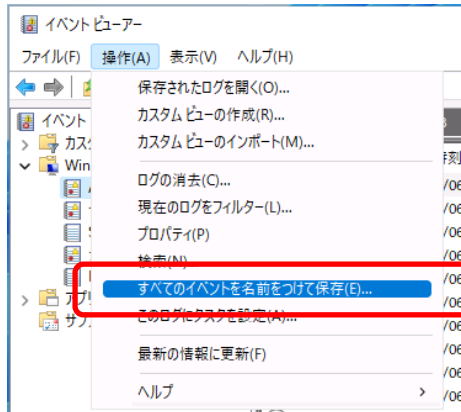 イベント ビューアー
ファイル(F) 操作(A) 表示(V) ヘルプ(H)
保存されたログを開く(O)...
カスタム ビューの作成(R)...
カスタム ビューのインポート(M)...
ログの消去(C)...
現在のログをフィルター(L)...
プロパティ(P)
検索(N)...
すべてのイベントを名前をつけて保存(E)...
このログにタスクを設定(A)...
最新の情報に更新(F)
ヘルプ
イベント
カス
Win
アプリ
サブ
刻
/06
/06
/06
/06
/06
/06
/06
/06
/06
/06